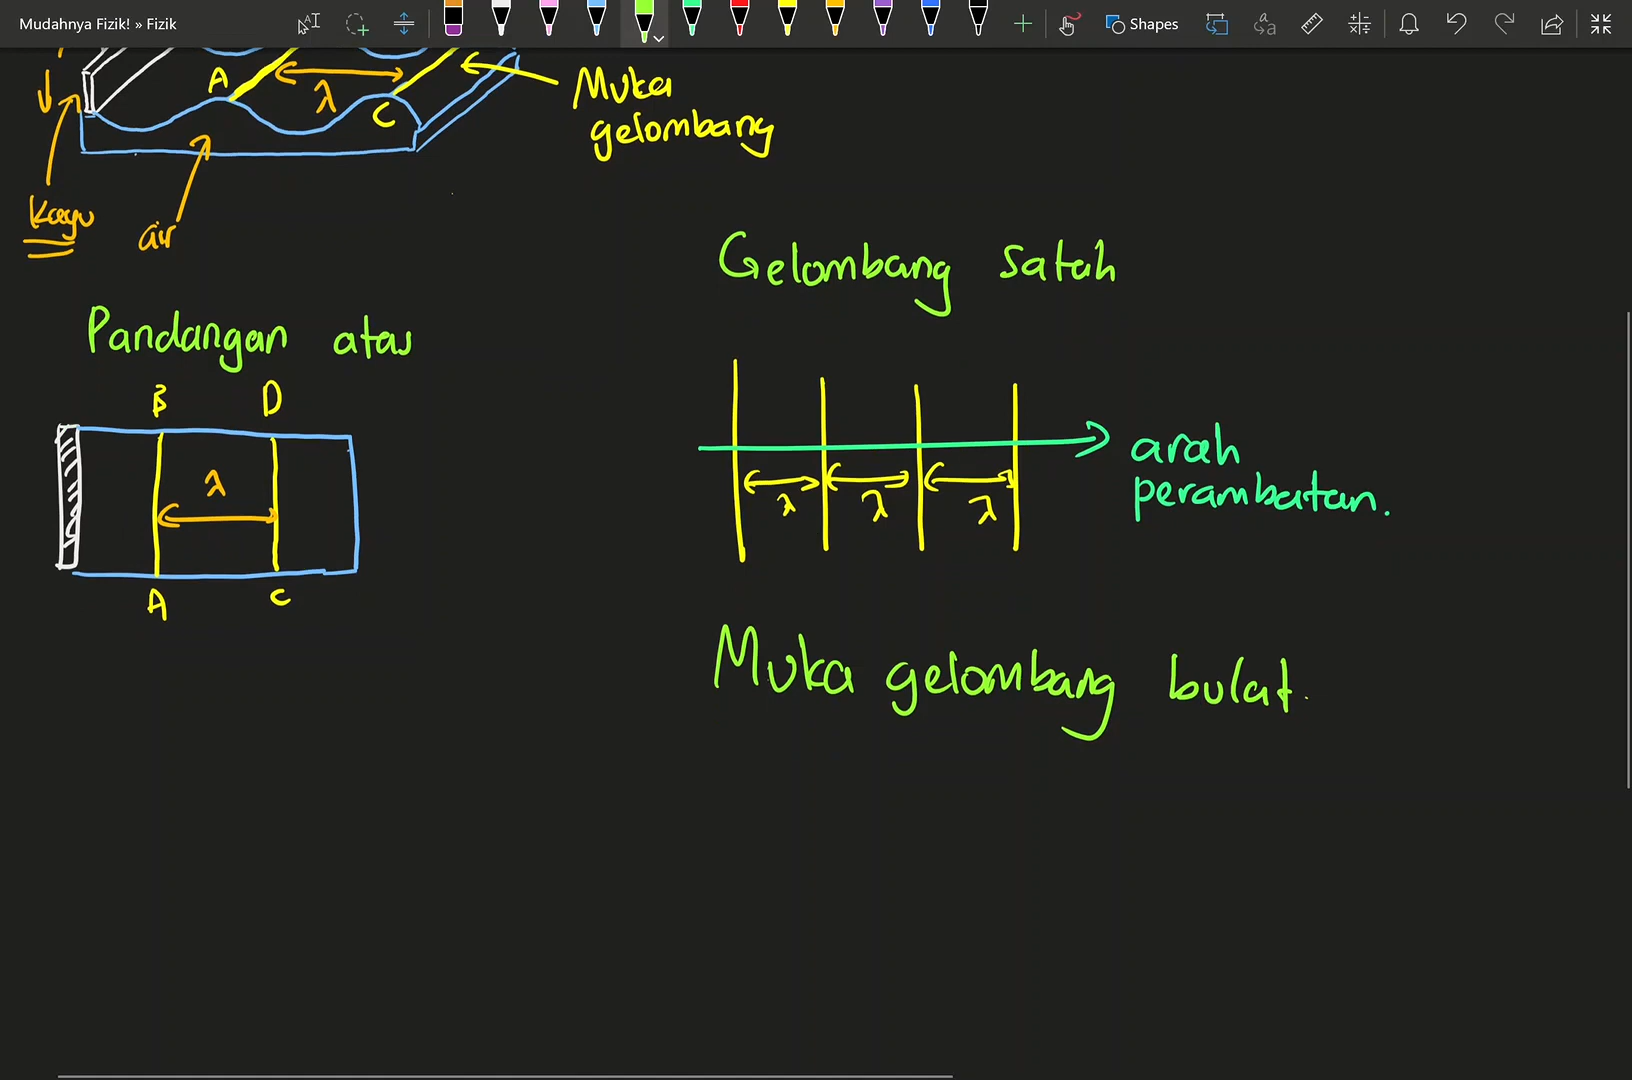 Mudahnya Fizik! » Fizik
Shapes
A
λ
C
Muka
gelombang
Kayu
air
Gelombang satah
Pandangan atas
B D
λ
A C
λ λ λ
arah
perambatan.
Muka gelombang bulat.